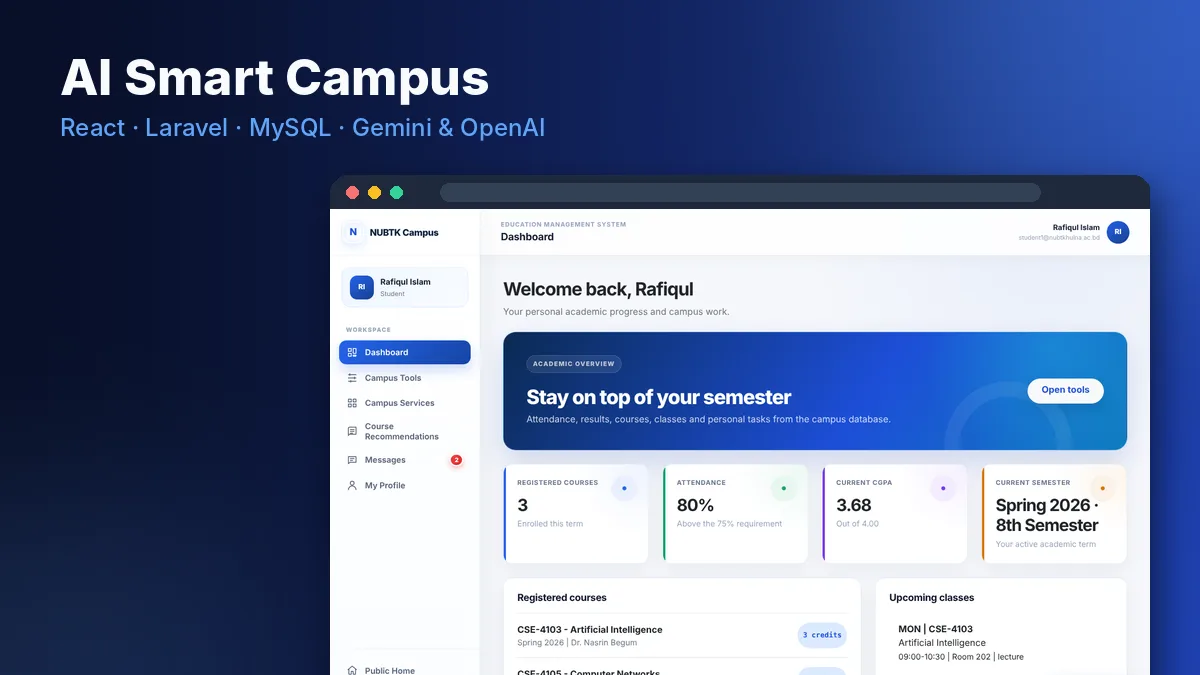 AI Smart Campus
React · Laravel · MySQL · Gemini & OpenAI
N
NUBTK Campus
EDUCATION MANAGEMENT SYSTEM
Dashboard
Rafiqul Islam
student1@nubtkhulna.ac.bd
RI
RI
Rafiqul Islam
Student
WORKSPACE
Dashboard
Campus Tools
Campus Services
Course
Recommendations
Messages
2
My Profile
Public Home
Welcome back, Rafiqul
Your personal academic progress and campus work.
ACADEMIC OVERVIEW
Stay on top of your semester
Attendance, results, courses, classes and personal tasks from the campus database.
Open tools
REGISTERED COURSES
3
Enrolled this term
ATTENDANCE
80%
Above the 75% requirement
CURRENT CGPA
3.68
Out of 4.00
CURRENT SEMESTER
Spring 2026 ·
8th Semester
Your active academic term
Registered courses
CSE-4103 - Artificial Intelligence
Spring 2026 | Dr. Nasrin Begum
3 credits
CSE-4105 - Computer Networks
Upcoming classes
MON | CSE-4103
Artificial Intelligence
09:00-10:30 | Room 202 | lecture